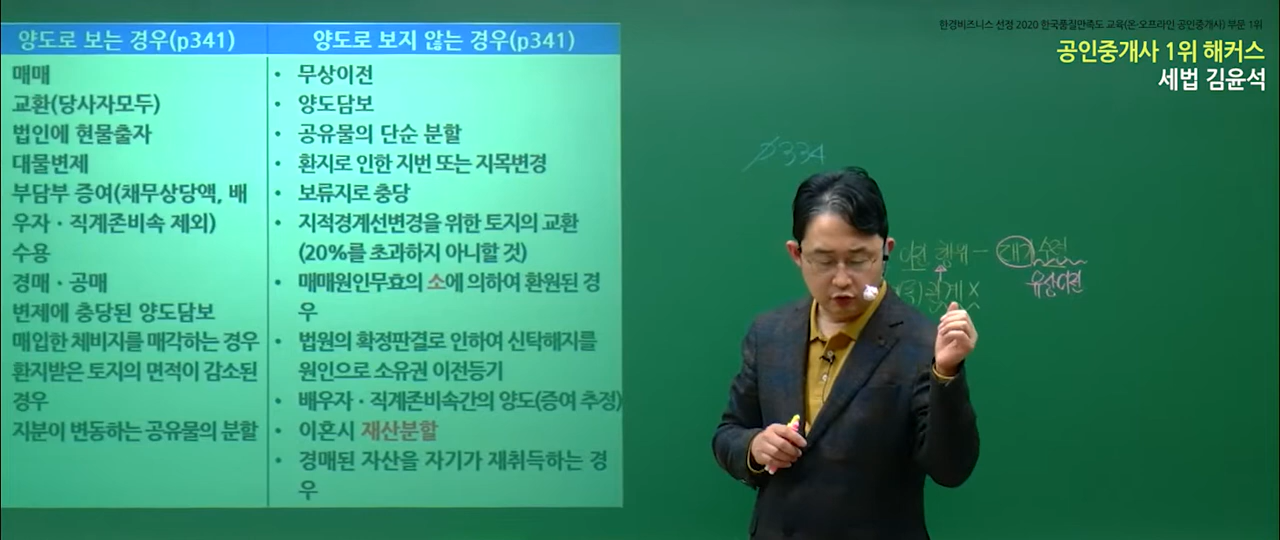 한경비즈니스 선정 2020 한국품질만족도 교육(온·오프라인 공인중개사) 부문 1위
공인중개사 1위 해커스
세법 김윤석
양도로 보는 경우(p341)
매매
교환(당사자모두)
법인에 현물출자
대물변제
부담부 증여(채무상당액, 배
우자·직계존비속 제외)
수용
경매·공매
변제에 충당된 양도담보
매입한 체비지를 매각하는 경우
환지받은 토지의 면적이 감소된
경우
지분이 변동하는 공유물의 분할
양도로 보지 않는 경우(p341)
• 무상이전
• 양도담보
• 공유물의 단순 분할
• 환지로 인한 지번 또는 지목변경
• 보류지로 충당
• 지적경계선변경을 위한 토지의 교환
(20%를 초과하지 아니할 것)
• 매매원인무효의 소에 의하여 환원된 경
우
• 법원의 확정판결로 인하여 신탁해지를
원인으로 소유권 이전등기
• 배우자·직계존비속간의 양도(증여 추정)
• 이혼시 재산분할
• 경매된 자산을 자기가 재취득하는 경
우
p334
유상이전